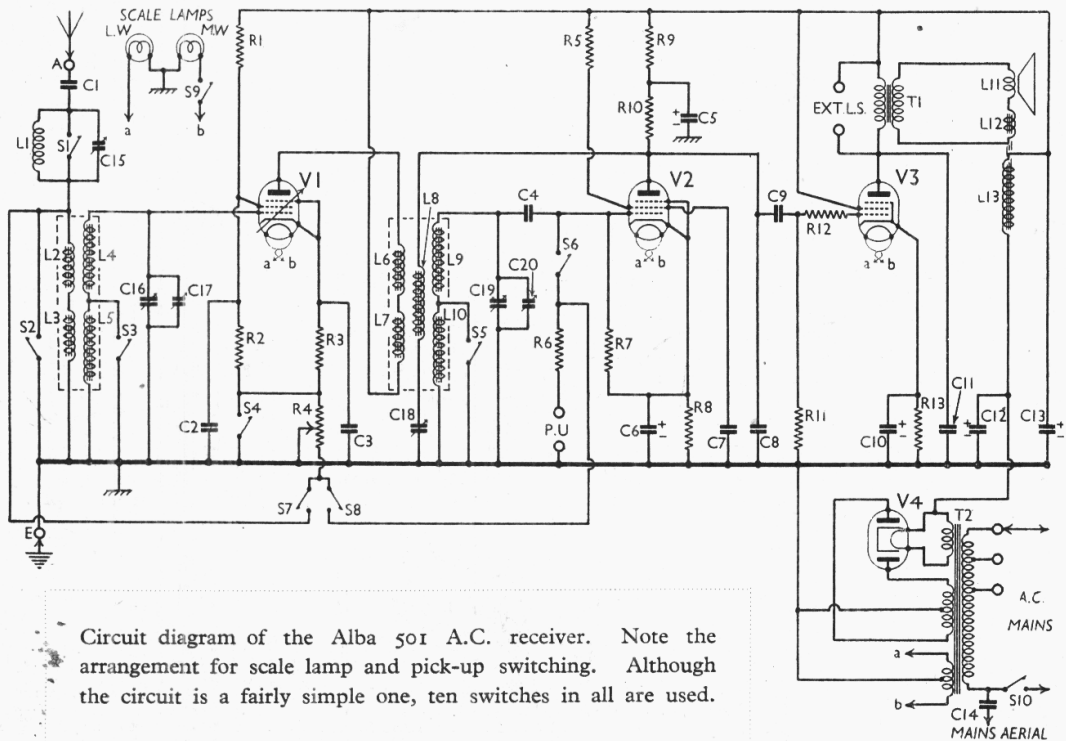 SCALE LAMPS
L.W M.W
R1
R5
R9
A
C1
S9
L11
T1
EXT.L.S.
R10
C5
L12
a b
L1
S1
C15
V1
V2
V3
L8
C4
C9
L13
R12
S6
L2 L4
L6 L9
a b
a b
a b
C16 C17
C19 C20
L3 L5
L7 L10
S2
S3
S5
R2
R3
R6
R7
S4
R4
C18
P.U
R8
R11
R13
C11
C2
C3
C6
C7
C8
C10
C12
C13
S7
S8
V4
T2
E
A.C.
MAINS
a
b
C14
S10
MAINS AERIAL
Circuit diagram of the Alba 501 A.C. receiver. Note the
arrangement for scale lamp and pick-up switching. Although
the circuit is a fairly simple one, ten switches in all are used.